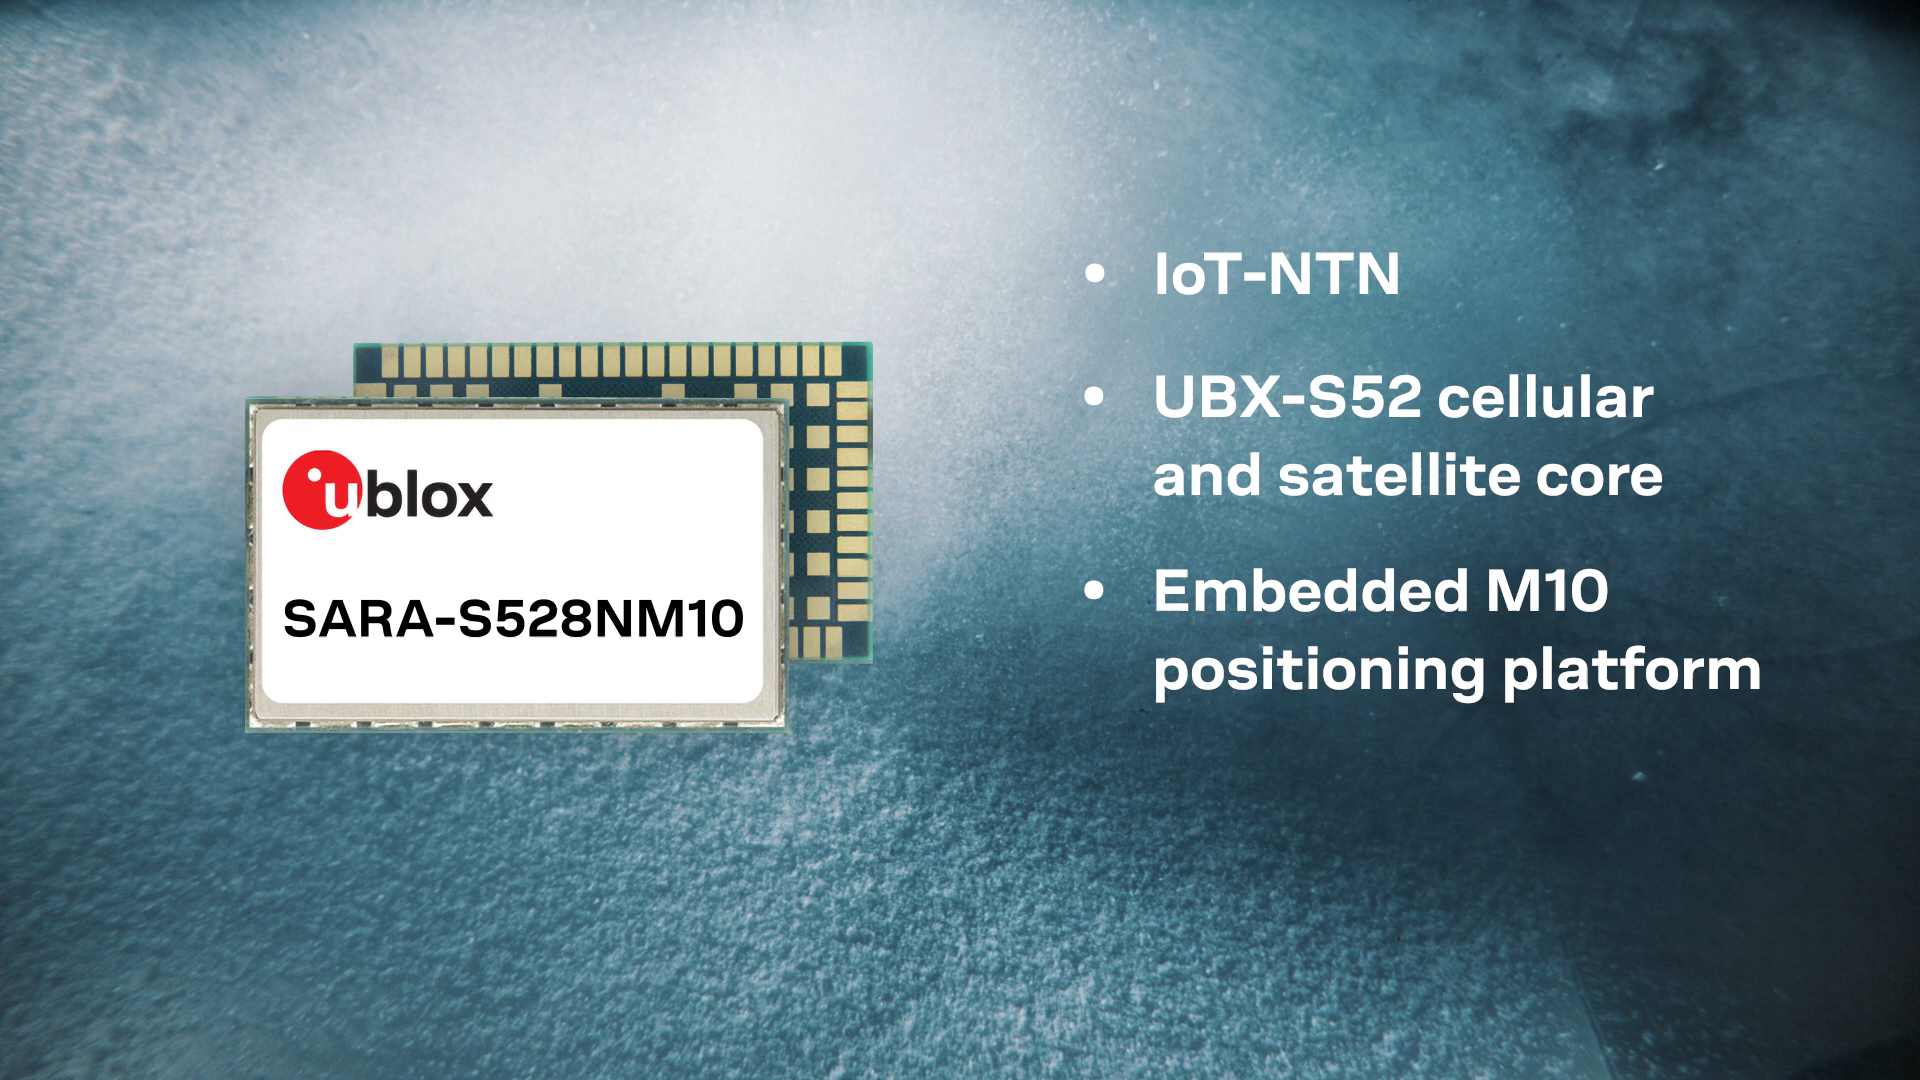 ublox
SARA-S528NM10
• IoT-NTN
• UBX-S52 cellular
and satellite core
• Embedded M10
positioning platform